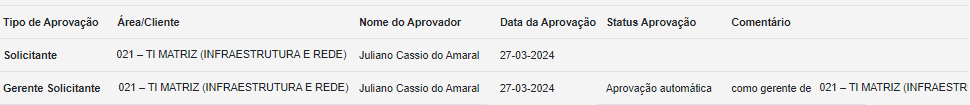 Tipo de Aprovação Área/Cliente Nome do Aprovador Data da Aprovação Status Aprovação Comentário
Solicitante 021 – TI MATRIZ (INFRAESTRUTURA E REDE) Juliano Cassio do Amaral 27-03-2024
Gerente Solicitante 021 – TI MATRIZ (INFRAESTRUTURA E REDE) Juliano Cassio do Amaral 27-03-2024 Aprovação automática como gerente de 021 – TI MATRIZ (INFRAESTR